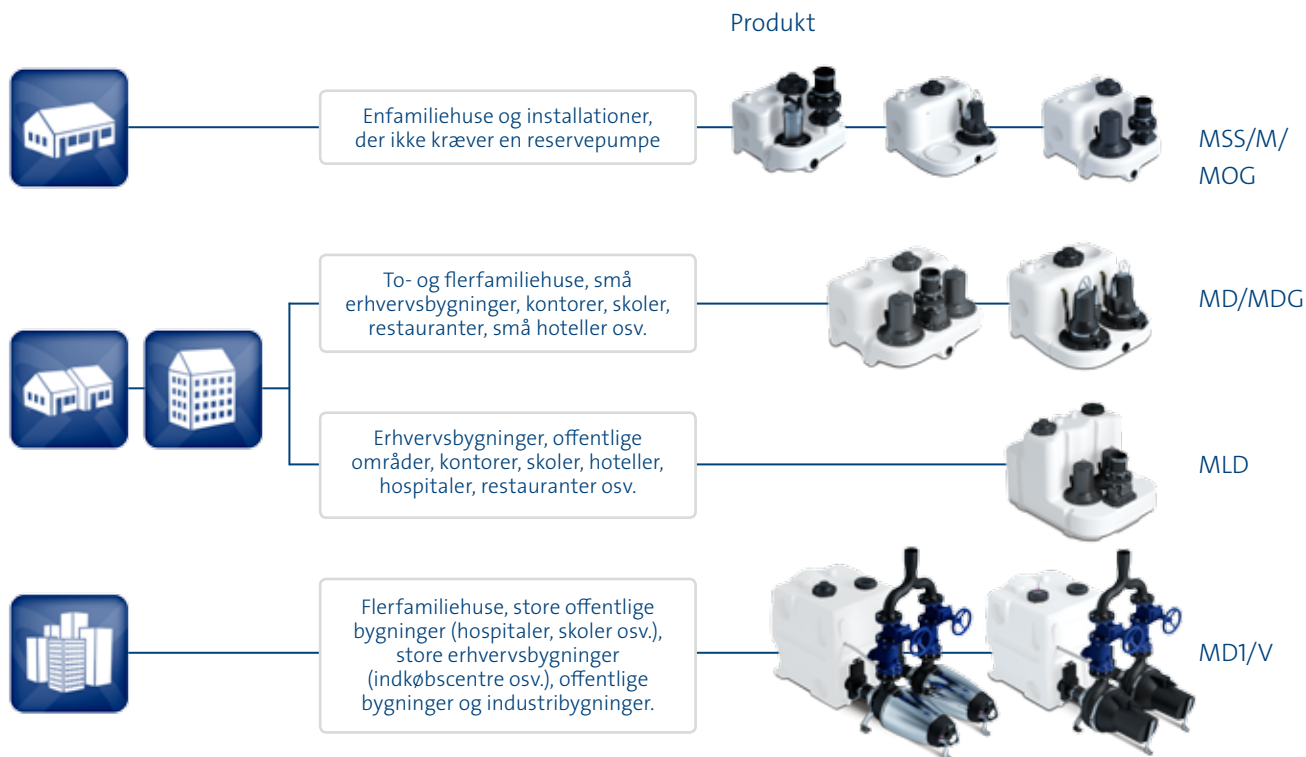 Produkt
Enfamiliehuse og installationer,
der ikke kræver en reservepumpe
MSS/M/
MOG
To- og flerfamiliehuse, små
erhvervsbygninger, kontorer, skoler,
restauranter, små hoteller osv.
MD/MDG
Erhvervsbygninger, offentlige
områder, kontorer, skoler, hoteller,
hospitaler, restauranter osv.
MLD
Flerfamiliehuse, store offentlige
bygninger (hospitaler, skoler osv.),
store erhvervsbygninger
(indkøbscentre osv.), offentlige
bygninger og industribygninger.
MD1/V